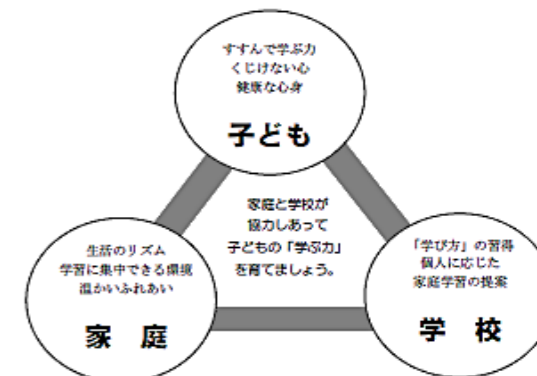 すすんで学ぶ力
くじけない心
健康な心身
子ども
家庭と学校が
協力しあって
子どもの「学ぶ力」
を育てましょう。
生活のリズム
学習に集中できる環境
温かいふれあい
家 庭
「学び方」の習得
個人に応じた
家庭学習の提案
学 校